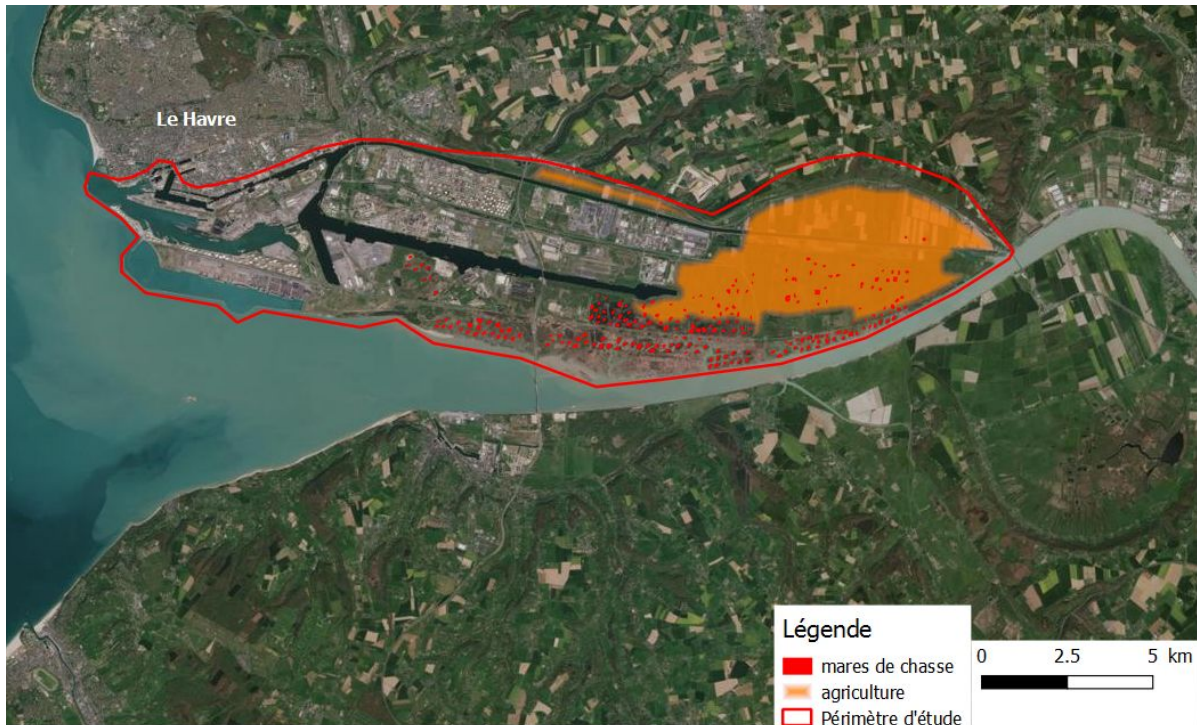 Le Havre
Légende
mares de chasse
agriculture
Périmètre d'étude
0 2.5 5 km